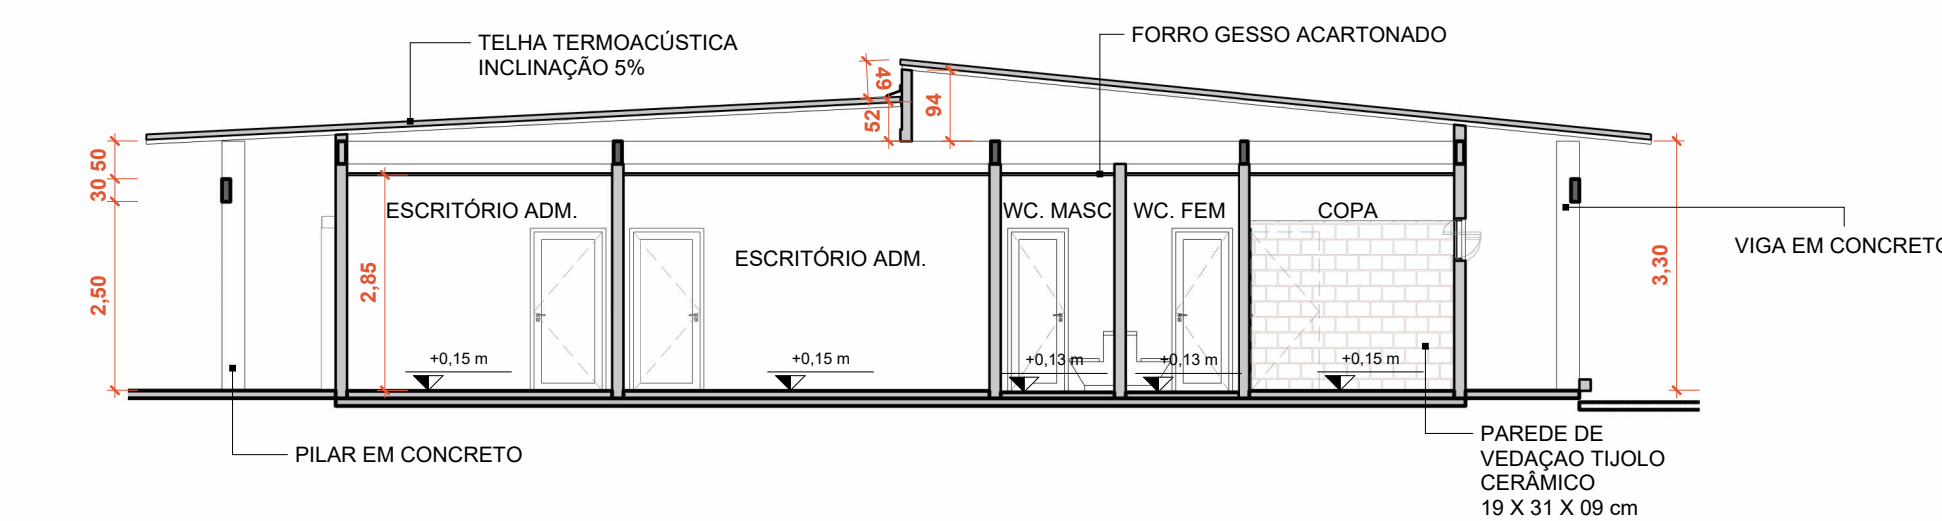 TELHA TERMOACÚSTICA
INCLINAÇÃO 5%
FORRO GESSO ACARTONADO
49
52
94
50
30
2,50
2,85
3,30
ESCRITÓRIO ADM.
ESCRITÓRIO ADM.
WC. MASC
WC. FEM
COPA
VIGA EM CONCRETO
+0,15 m
+0,15 m
+0,13 m
+0,13 m
+0,15 m
PILAR EM CONCRETO
PAREDE DE
VEDAÇAO TIJOLO
CERÂMICO
19 X 31 X 09 cm